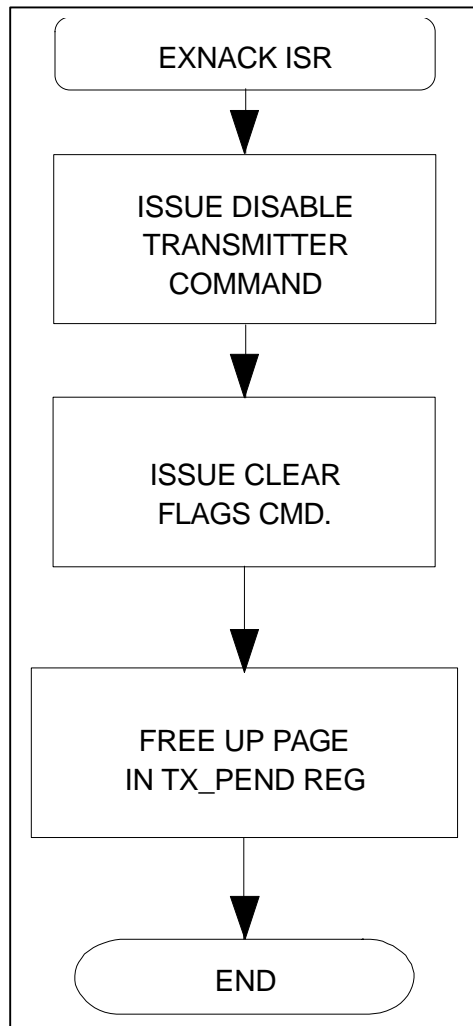 EXNACK ISR
ISSUE DISABLE
TRANSMITTER
COMMAND
ISSUE CLEAR
FLAGS CMD.
FREE UP PAGE
IN TX_PEND REG
END